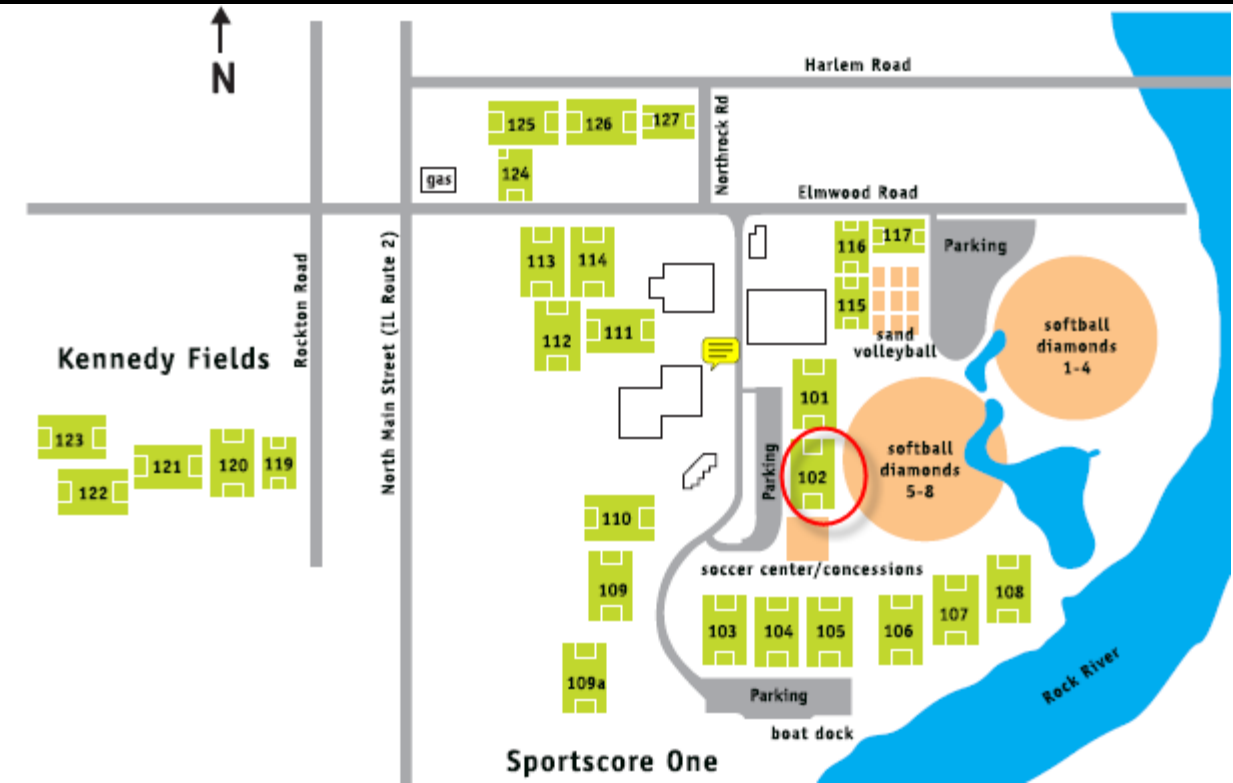 N
Harlem Road
125
126
127
Northrock Rd
124
gas
Elmwood Road
113
114
116
117
Parking
115
sand
volleyball
112
111
North Main Street (IL Route 2)
Rockton Road
Kennedy Fields
softball
diamonds
1-4
101
102
Parking
softball
diamonds
5-8
123
122
121
120
119
110
109
109a
soccer center/concessions
103
104
105
106
107
108
Parking
boat dock
Rock River
Sportscore One